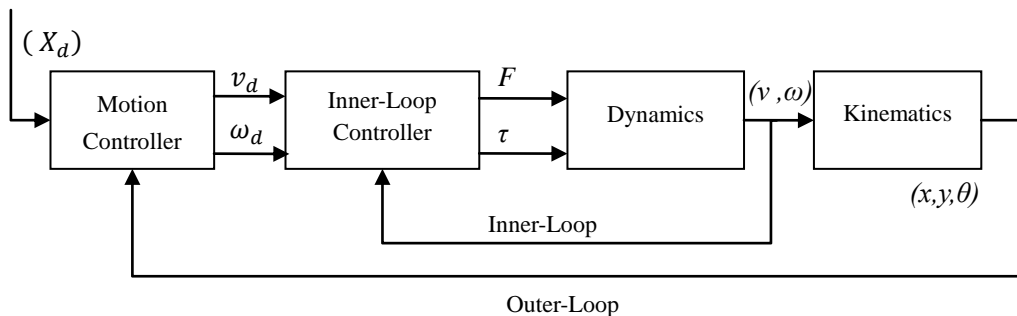 ( X_d )
Motion
Controller
v_d
ω_d
Inner-Loop
Controller
F
τ
Dynamics
(v ,ω)
Kinematics
(x,y,θ)
Inner-Loop
Outer-Loop